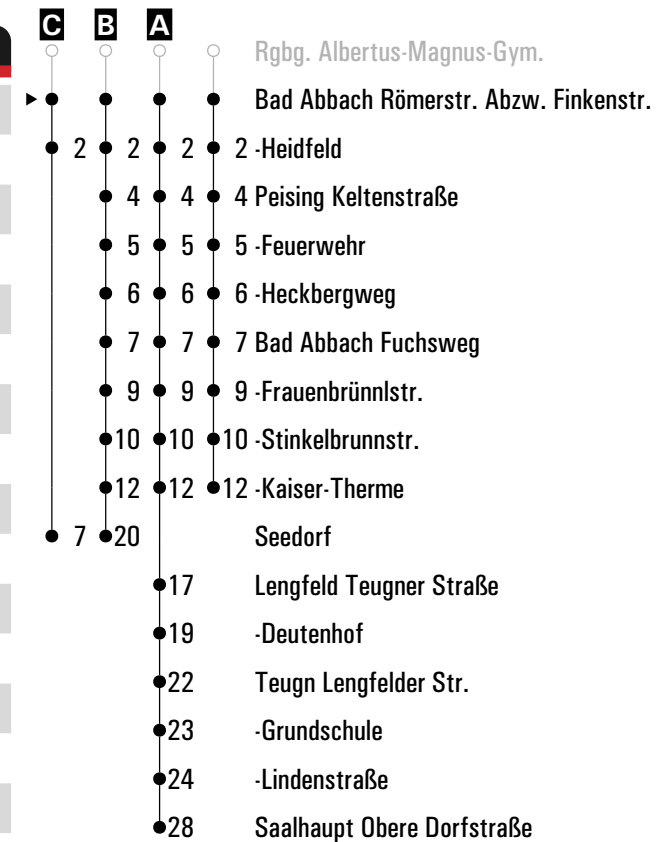 C B A
Rgbg. Albertus-Magnus-Gym.
Bad Abbach Römerstr. Abzw. Finkenstr.
2 2 2 2 -Heidfeld
4 4 4 Peising Keltenstraße
5 5 5 -Feuerwehr
6 6 6 -Heckbergweg
7 7 7 Bad Abbach Fuchsweg
9 9 9 -Frauenbrünnlstr.
10 10 10 -Stinkelbrunnstr.
12 12 12 -Kaiser-Therme
7 20 Seedorf
17 Lengfeld Teugner Straße
19 -Deutenhof
22 Teugn Lengfelder Str.
23 -Grundschule
24 -Lindenstraße
28 Saalhaupt Obere Dorfstraße